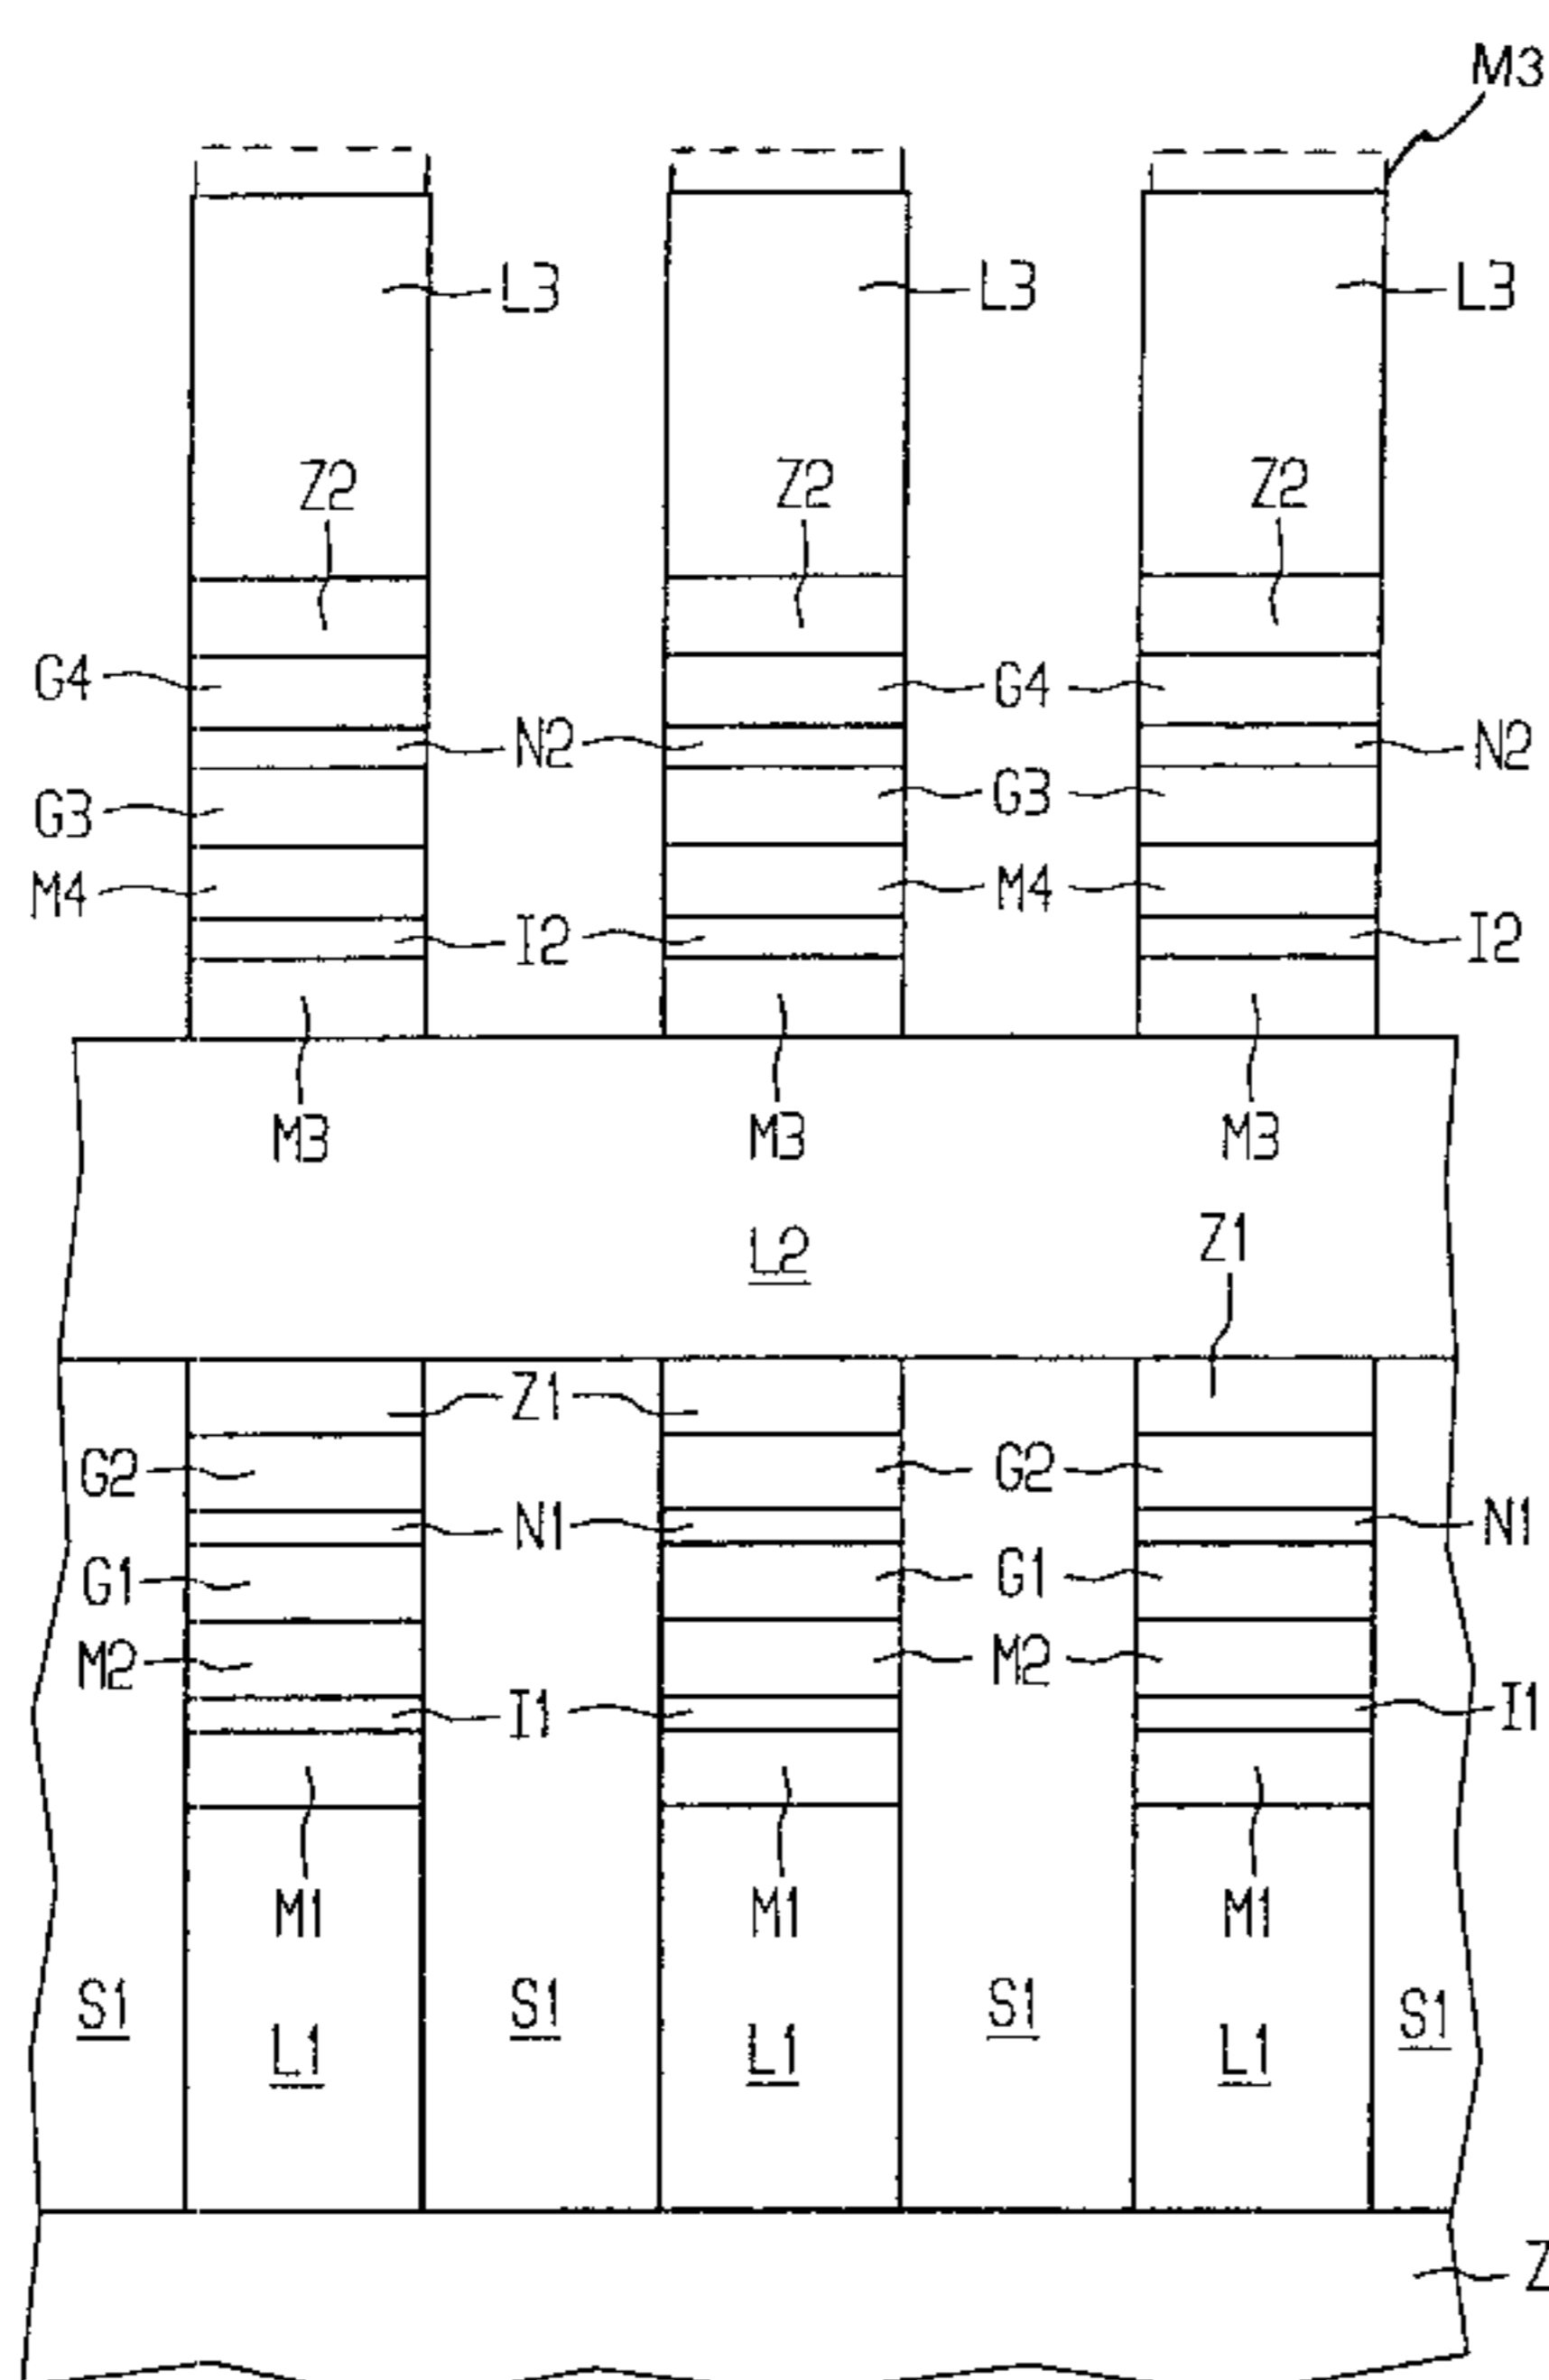 M3
L3 L3 L3
Z2 Z2 Z2
G4 G4
N2 N2
G3 G3
M4 M4
I2 I2
M3 M3 M3
L2 Z1
Z1
G2 G2
N1 N1
G1 G1
M2 M2
I1 I1
M1 M1 M1
S1 S1 S1 S1
L1 L1 L1
Z